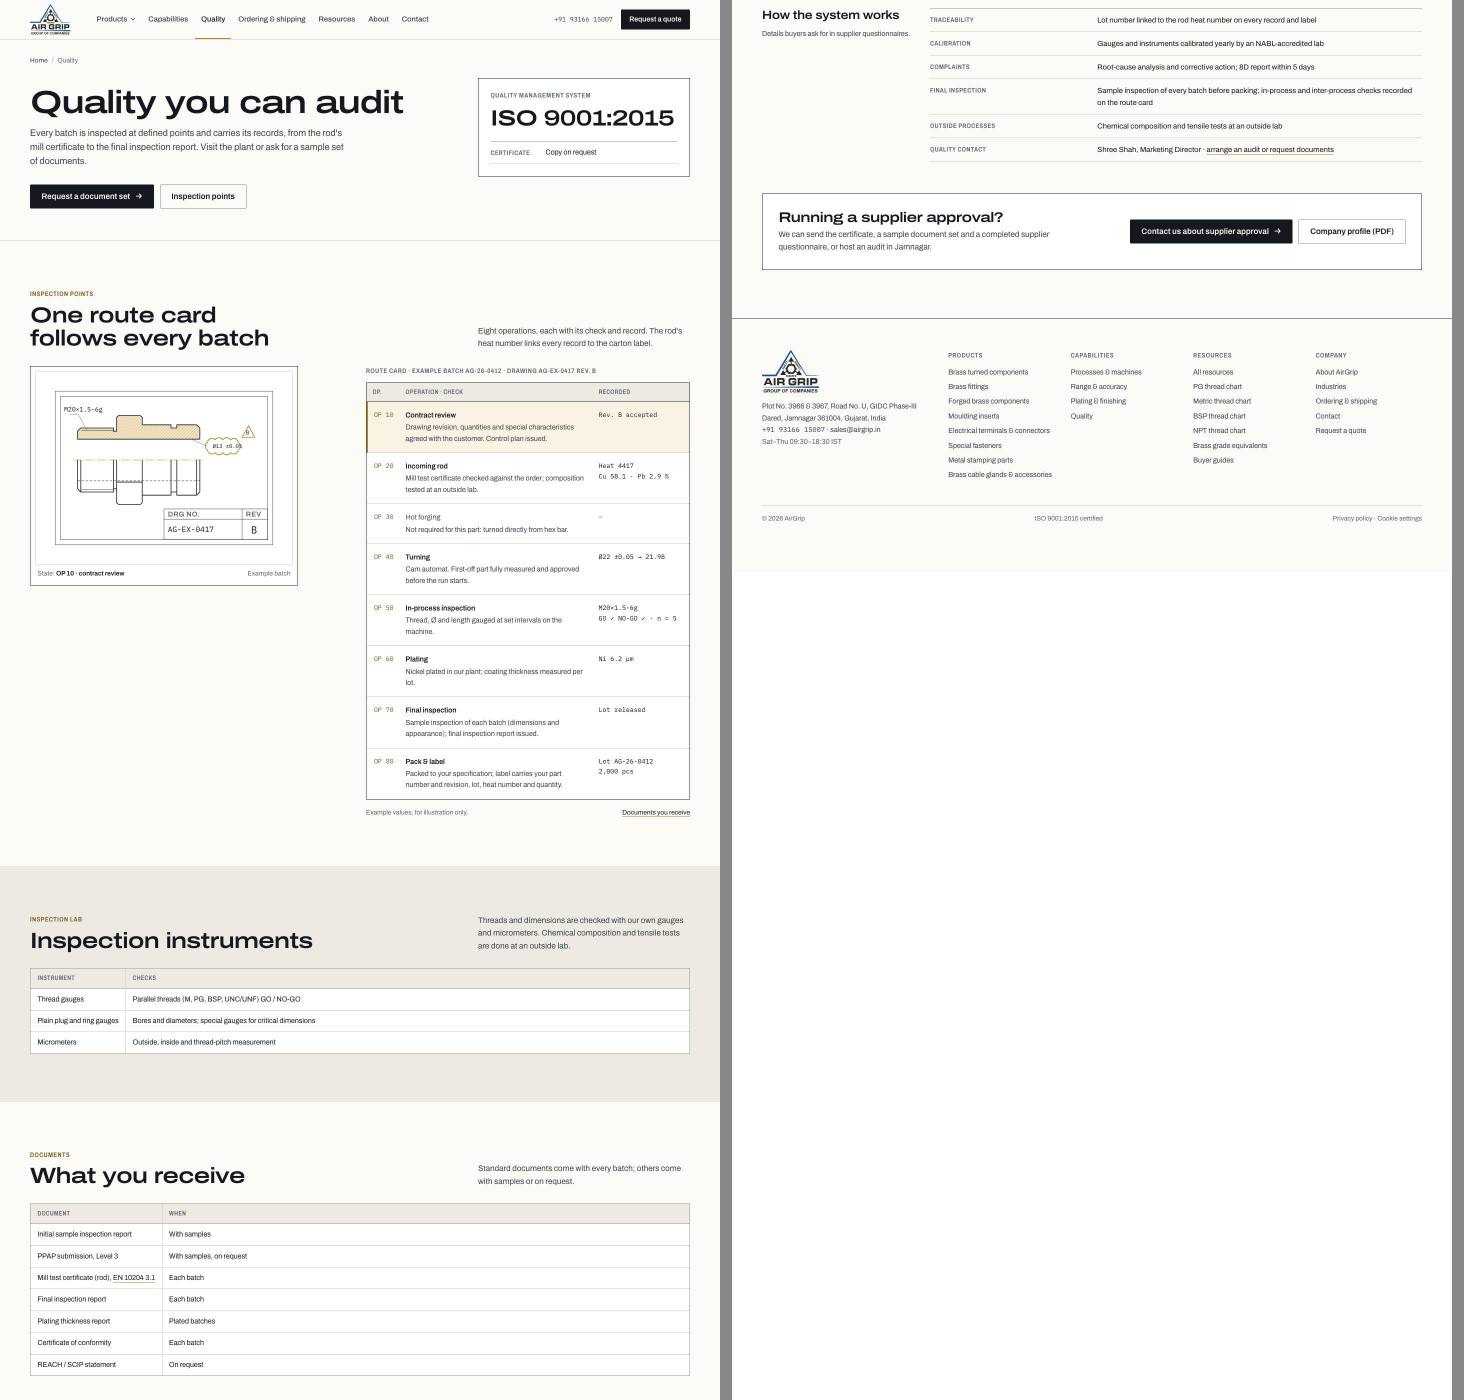 AIR GRIP
GROUP OF COMPANIES
Products
Capabilities
Quality
Ordering & shipping
Resources
About
Contact
+91 93166 15007
Request a quote
Home / Quality
Quality you can audit
Every batch is inspected at defined points and carries its records, from the rod's
mill certificate to the final inspection report. Visit the plant or ask for a sample set
of documents.
Request a document set →
Inspection points
QUALITY MANAGEMENT SYSTEM
ISO 9001:2015
CERTIFICATE Copy on request
INSPECTION POINTS
One route card
follows every batch
Eight operations, each with its check and record. The rod's
heat number links every record to the carton label.
M20×1.5-6g
B
Ø13 ±0.05
DRG NO. REV
AG-EX-0417 B
State: OP 10 · contract review
Example batch
ROUTE CARD · EXAMPLE BATCH AG-26-0412 · DRAWING AG-EX-0417 REV. B
OP. OPERATION · CHECK RECORDED
OP 10 Contract review Rev. B accepted
Drawing revision, quantities and special characteristics
agreed with the customer. Control plan issued.
OP 20 Incoming rod Heat 4417
Mill test certificate checked against the order; composition Cu 58.1 · Pb 2.9 %
tested at an outside lab.
OP 30 Hot forging –
Not required for this part: turned directly from hex bar.
OP 40 Turning Ø22 ±0.05 → 21.98
Cam automat. First-off part fully measured and approved
before the run starts.
OP 50 In-process inspection M20×1.5-6g
Thread, Ø and length gauged at set intervals on the GO ✓ NO-GO ✓ · n = 5
machine.
OP 60 Plating Ni 6.2 µm
Nickel plated in our plant; coating thickness measured per
lot.
OP 70 Final inspection Lot released
Sample inspection of each batch (dimensions and
appearance); final inspection report issued.
OP 80 Pack & label Lot AG-26-0412
Packed to your specification; label carries your part 2,000 pcs
number and revision, lot, heat number and quantity.
Example values, for illustration only.
Documents you receive
INSPECTION LAB
Inspection instruments
Threads and dimensions are checked with our own gauges
and micrometers. Chemical composition and tensile tests
are done at an outside lab.
INSTRUMENT CHECKS
Thread gauges Parallel threads (M, PG, BSP, UNC/UNF) GO / NO-GO
Plain plug and ring gauges Bores and diameters; special gauges for critical dimensions
Micrometers Outside, inside and thread-pitch measurement
DOCUMENTS
What you receive
Standard documents come with every batch; others come
with samples or on request.
DOCUMENT WHEN
Initial sample inspection report With samples
PPAP submission, Level 3 With samples, on request
Mill test certificate (rod), EN 10204 3.1 Each batch
Final inspection report Each batch
Plating thickness report Plated batches
Certificate of conformity Each batch
REACH / SCIP statement On request
How the system works
Details buyers ask for in supplier questionnaires.
TRACEABILITY Lot number linked to the rod heat number on every record and label
CALIBRATION Gauges and instruments calibrated yearly by an NABL-accredited lab
COMPLAINTS Root-cause analysis and corrective action; 8D report within 5 days
FINAL INSPECTION Sample inspection of every batch before packing; in-process and inter-process checks recorded
on the route card
OUTSIDE PROCESSES Chemical composition and tensile tests at an outside lab
QUALITY CONTACT Shree Shah, Marketing Director · arrange an audit or request documents
Running a supplier approval?
We can send the certificate, a sample document set and a completed supplier
questionnaire, or host an audit in Jamnagar.
Contact us about supplier approval →
Company profile (PDF)
AIR GRIP
GROUP OF COMPANIES
Plot No. 3966 & 3967, Road No. U, GIDC Phase-III
Dared, Jamnagar 361004, Gujarat, India
+91 93166 15007 · sales@airgrip.in
Sat–Thu 09:30–18:30 IST
PRODUCTS
Brass turned components
Brass fittings
Forged brass components
Moulding inserts
Electrical terminals & connectors
Special fasteners
Metal stamping parts
Brass cable glands & accessories
CAPABILITIES
Processes & machines
Range & accuracy
Plating & finishing
Quality
RESOURCES
All resources
PG thread chart
Metric thread chart
BSP thread chart
NPT thread chart
Brass grade equivalents
Buyer guides
COMPANY
About AirGrip
Industries
Ordering & shipping
Contact
Request a quote
© 2026 AirGrip
ISO 9001:2015 certified
Privacy policy · Cookie settings